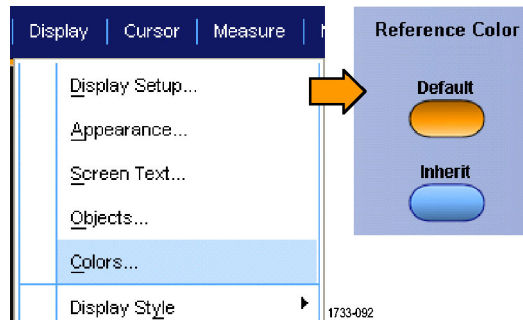 Display Cursor Measure
Display Setup...
Appearance...
Screen Text...
Objects...
Colors...
Display Style
Reference Color
Default
Inherit
1733-092